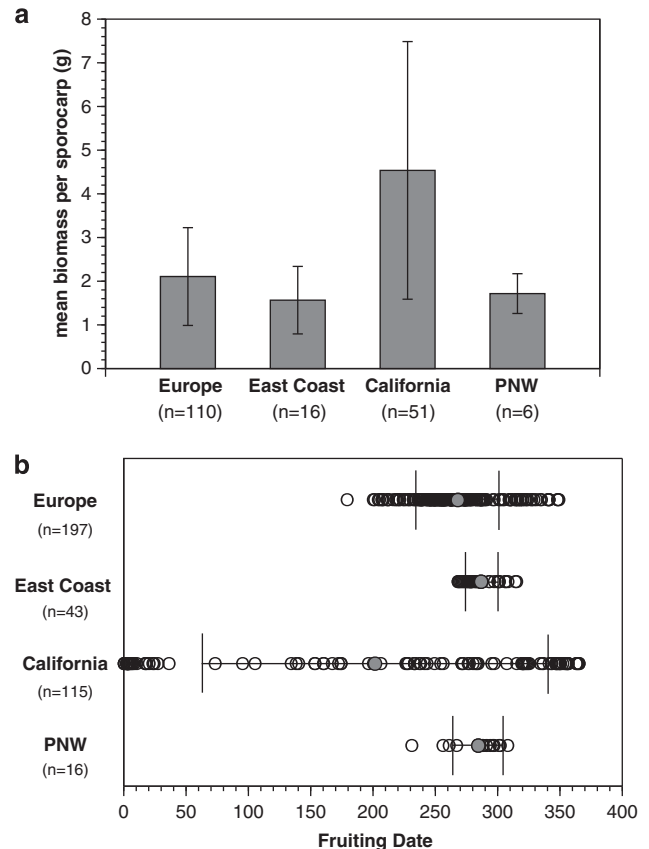 a
mean biomass per sporocarp (g)
8
7
6
5
4
3
2
1
0
Europe East Coast California PNW
(n=110) (n=16) (n=51) (n=6)
b
Europe
(n=197)
East Coast
(n=43)
California
(n=115)
PNW
(n=16)
0 50 100 150 200 250 300 350 400
Fruiting Date